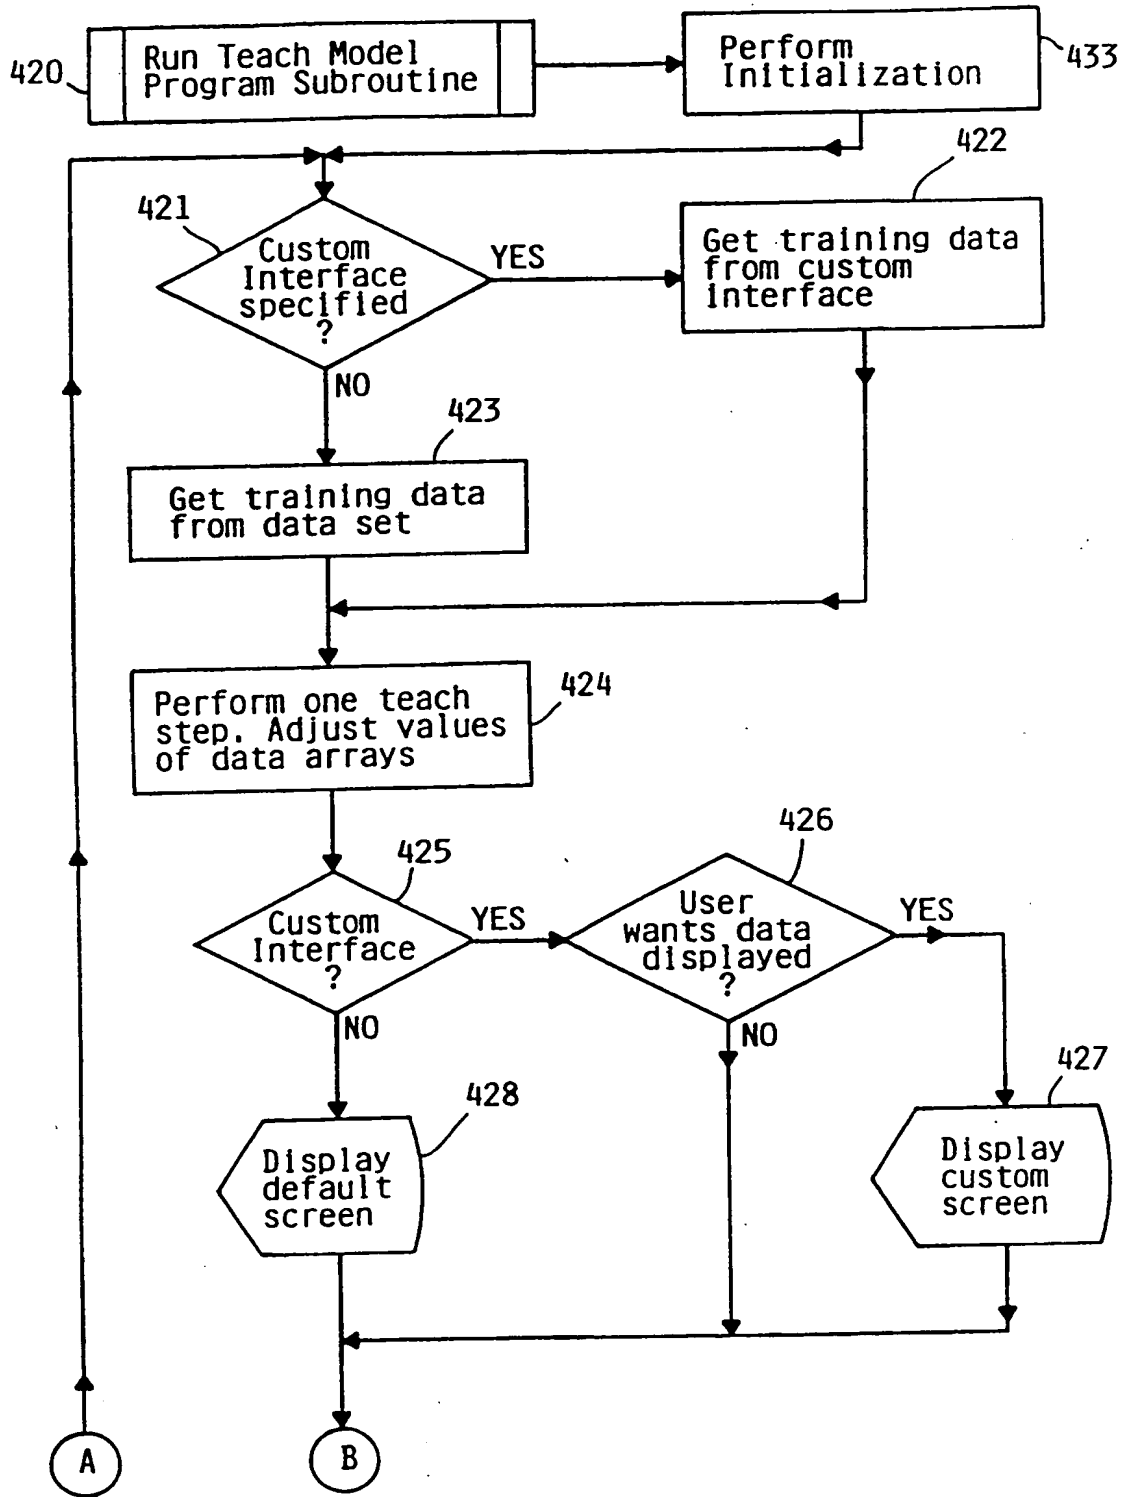 420
Run Teach Model
Program Subroutine
Perform
Initialization
433
422
421
Custom
Interface
specified
?
YES
Get training data
from custom
interface
NO
423
Get training data
from data set
424
Perform one teach
step. Adjust values
of data arrays
426
425
Custom
Interface
?
YES
User
wants data
displayed
?
YES
NO
NO
427
428
Display
default
screen
Display
custom
screen
A
B